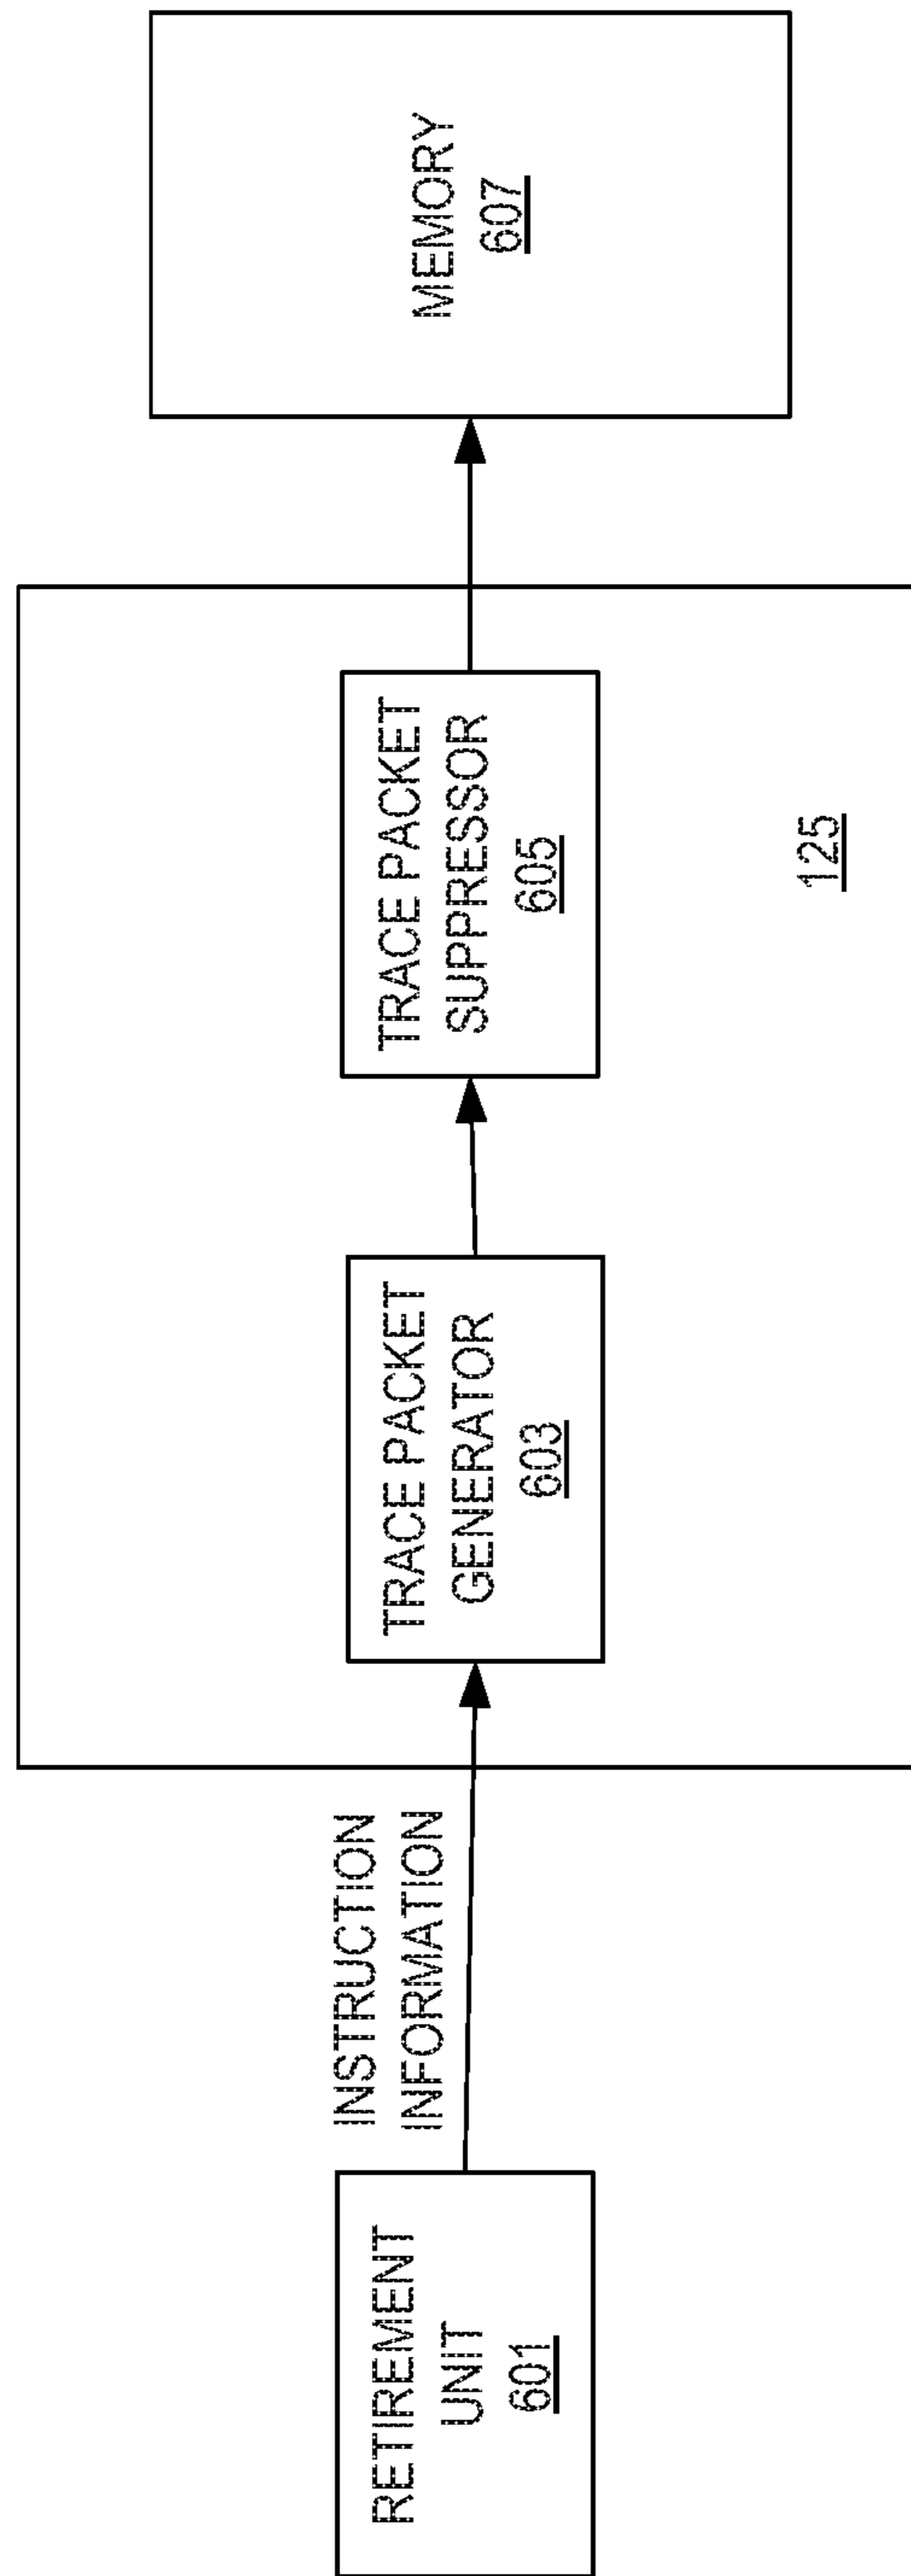 RETIREMENT
UNIT
601
INSTRUCTION
INFORMATION
TRACE PACKET
GENERATOR
603
TRACE PACKET
SUPPRESSOR
605
125
MEMORY
607